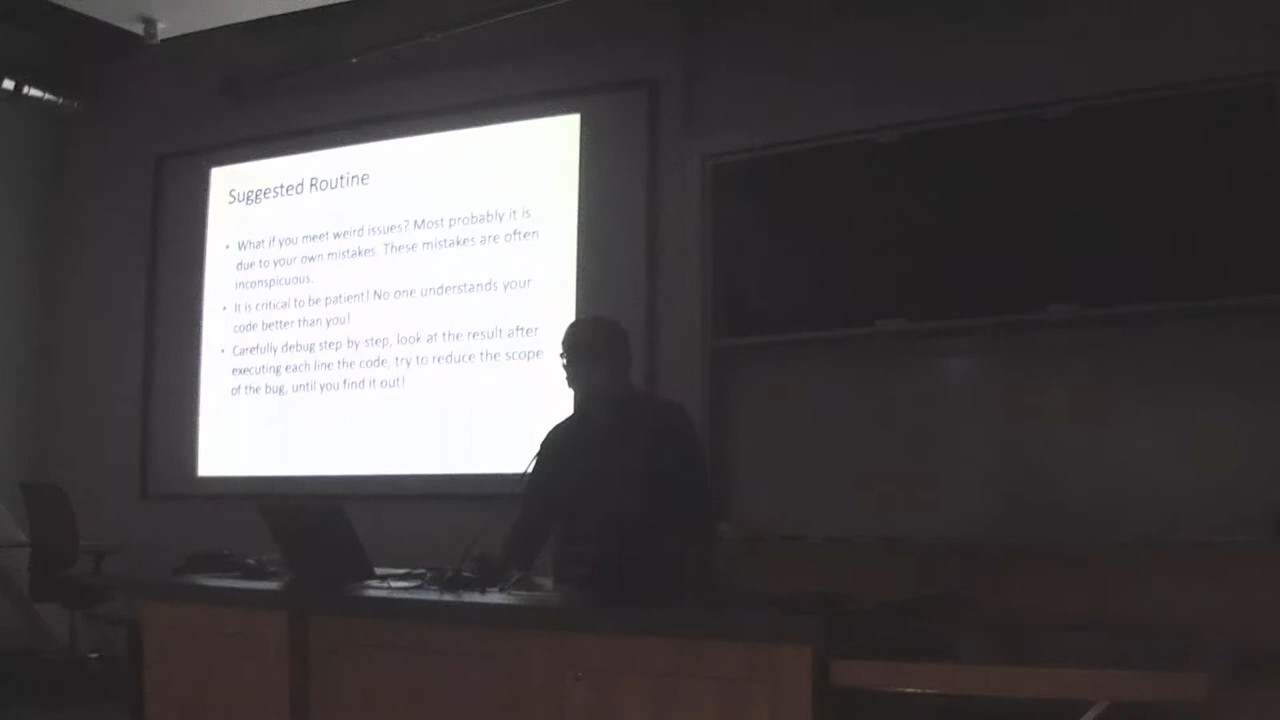 Suggested Routine
• What if you meet weird issues? Most probably it is
due to your own mistakes. These mistakes are often
inconspicuous.
• It is critical to be patient! No one understands your
code better than you!
• Carefully debug step by step, look at the result after
executing each line the code, try to reduce the scope
of the bug, until you find it out!